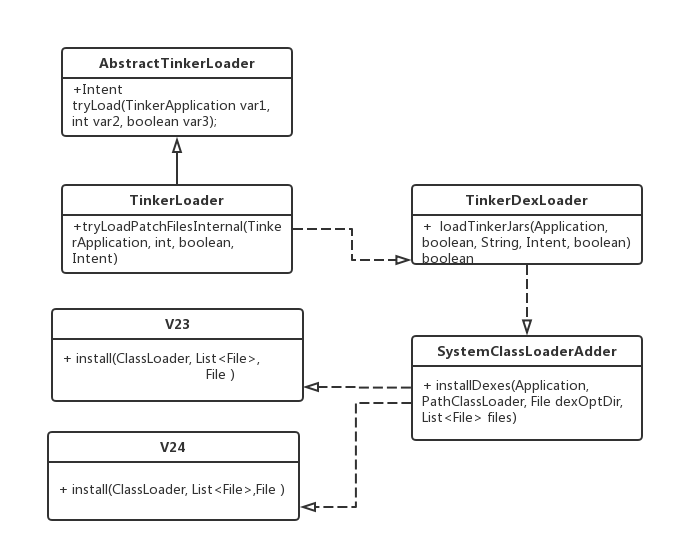 AbstractTinkerLoader
+Intent
tryLoad(TinkerApplication var1,
int var2, boolean var3);
TinkerLoader
+tryLoadPatchFilesInternal(Tinke
rApplication, int, boolean,
Intent)
TinkerDexLoader
+ loadTinkerJars(Application,
boolean, String, Intent, boolean)
boolean
V23
+ install(ClassLoader, List<File>,
File )
SystemClassLoaderAdder
+ installDexes(Application,
PathClassLoader, File dexOptDir,
List<File> files)
V24
+ install(ClassLoader, List<File>,File )